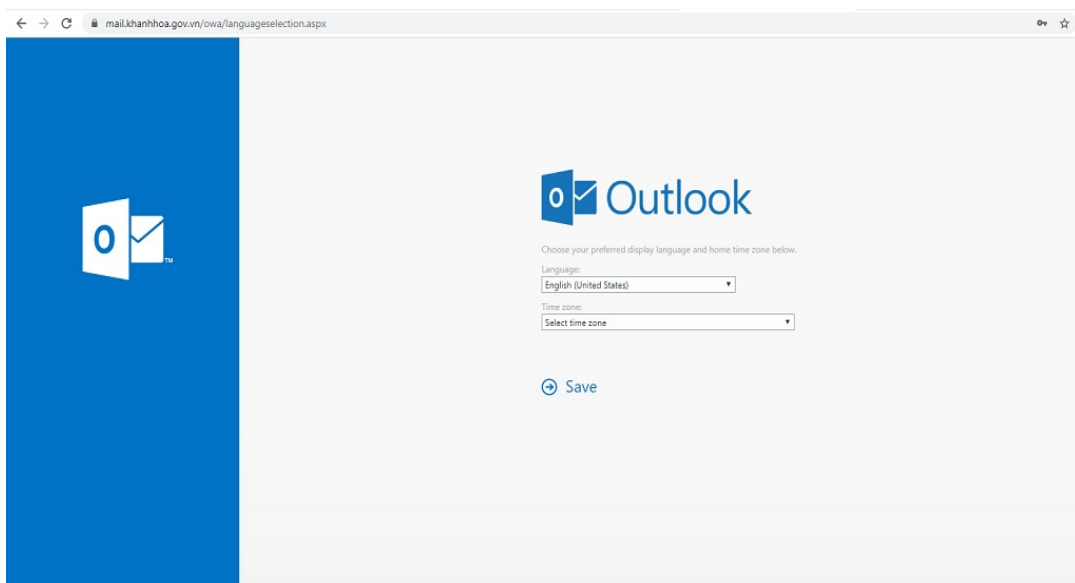 mail.khanhhoa.gov.vn/owa/languageselection.aspx
O
TM
O
Outlook
Choose your preferred display language and home time zone below.
Language:
English (United States)
Time zone:
Select time zone
Save